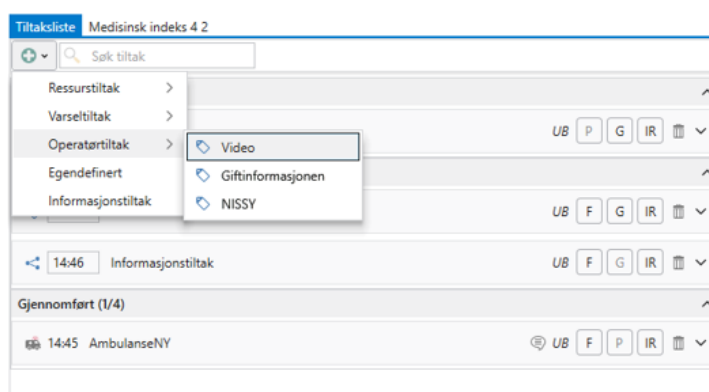 Tiltaksliste Medisinsk indeks 4 2
Søk tiltak
Ressurstiltak
Varseltiltak
UB P G IR
Operatørtiltak
Video
Egendefinert
Giftinformasjonen
Informasjonstiltak
NISSY
UB F G IR
14:46 Informasjonstiltak UB F G IR
Gjennomført (1/4)
14:45 AmbulanseNY UB F P IR